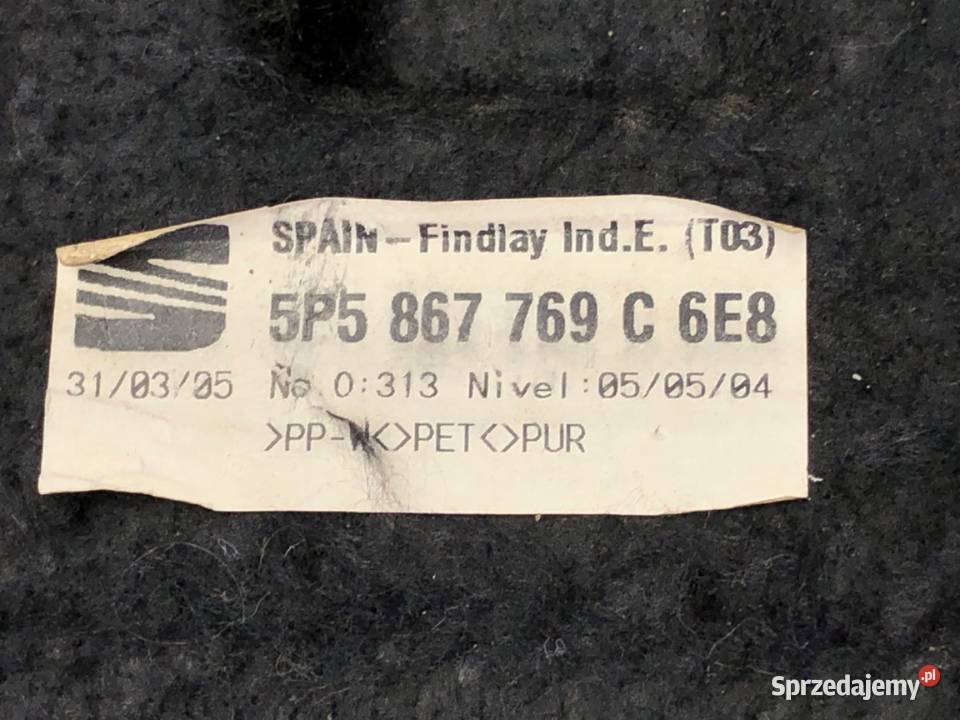 SPAIN - Findlay Ind.E. (T03)
5P5 867 769 C 6E8
31/03/05 No O:313 Nivel:05/05/04
>PP-W<>PET<>PUR
Sprzedajemy.pl